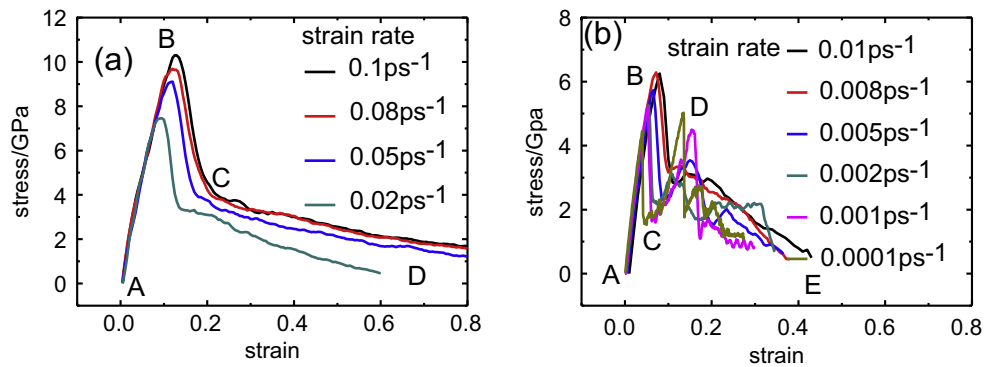 (a)
B
strain rate
0.1ps-1
0.08ps-1
0.05ps-1
0.02ps-1
C
D
A
stress/GPa
12
10
8
6
4
2
0
0.0 0.2 0.4 0.6 0.8
strain
(b)
strain rate
0.01ps-1
0.008ps-1
0.005ps-1
0.002ps-1
0.001ps-1
0.0001ps-1
B
D
C
A
E
stress/Gpa
8
6
4
2
0
0.0 0.2 0.4 0.6 0.8
strain